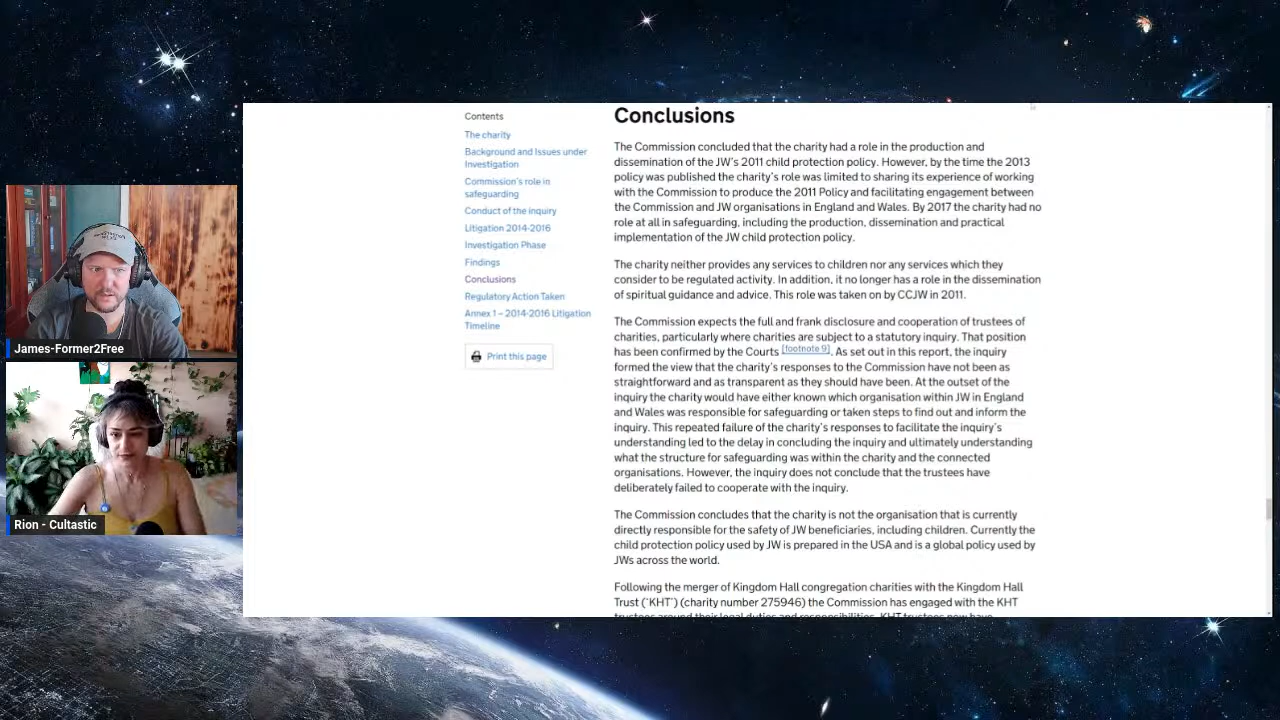 Contents
The charity
Background and Issues under
Investigation
Commission's role in
safeguarding
Conduct of the inquiry
Litigation 2014-2016
Investigation Phase
Findings
Conclusions
Regulatory Action Taken
Annex 1 – 2014-2016 Litigation
Timeline
Print this page
Conclusions
The Commission concluded that the charity had a role in the production and
dissemination of the JW's 2011 child protection policy. However, by the time the 2013
policy was published the charity's role was limited to sharing its experience of working
with the Commission to produce the 2011 Policy and facilitating engagement between
the Commission and JW organisations in England and Wales. By 2017 the charity had no
role at all in safeguarding, including the production, dissemination and practical
implementation of the JW child protection policy.
The charity neither provides any services to children nor any services which they
consider to be regulated activity. In addition, it no longer has a role in the dissemination
of spiritual guidance and advice. This role was taken on by CCJW in 2011.
The Commission expects the full and frank disclosure and cooperation of trustees of
charities, particularly where charities are subject to a statutory inquiry. That position
has been confirmed by the Courts [footnote 9]. As set out in this report, the inquiry
formed the view that the charity's responses to the Commission have not been as
straightforward and as transparent as they should have been. At the outset of the
inquiry the charity would have either known which organisation within JW in England
and Wales was responsible for safeguarding or taken steps to find out and inform the
inquiry. This repeated failure of the charity's responses to facilitate the inquiry's
understanding led to the delay in concluding the inquiry and ultimately understanding
what the structure for safeguarding was within the charity and the connected
organisations. However, the inquiry does not conclude that the trustees have
deliberately failed to cooperate with the inquiry.
The Commission concludes that the charity is not the organisation that is currently
directly responsible for the safety of JW beneficiaries, including children. Currently the
child protection policy used by JW is prepared in the USA and is a global policy used by
JWs across the world.
Following the merger of Kingdom Hall congregation charities with the Kingdom Hall
Trust ('KHT') (charity number 275946) the Commission has engaged with the KHT
trustees around their legal duties and responsibilities. KHT trustees now have
James-Former2Free
Rion - Cultastic